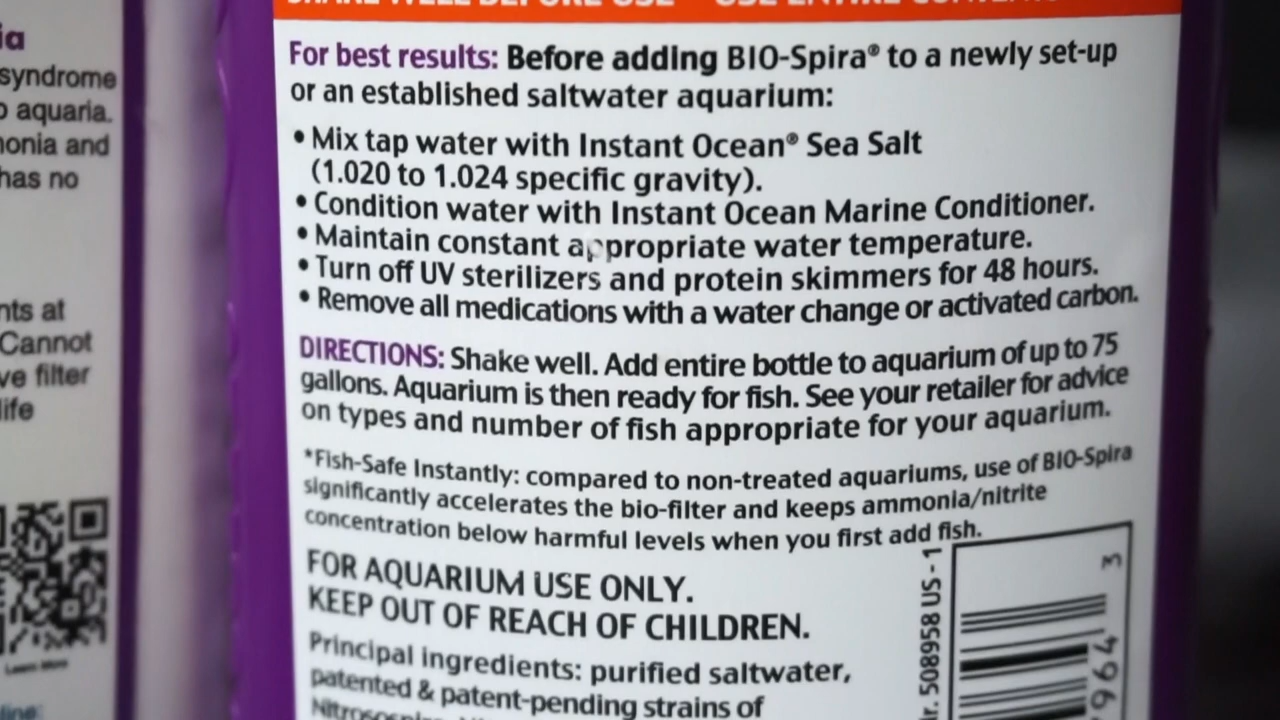 ia
syndrome
aquaria.
and
has no
at
Cannot
filter
life
SHAKE WELL BEFORE USE USE ENTIRE
For best results: Before adding BIO-Spira® to a newly set-up
or an established saltwater aquarium:
• Mix tap water with Instant Ocean® Sea Salt
(1.020 to 1.024 specific gravity).
• Condition water with Instant Ocean Marine Conditioner.
• Maintain constant appropriate water temperature.
• Turn off UV sterilizers and protein skimmers for 48 hours.
• Remove all medications with a water change or activated carbon.
DIRECTIONS: Shake well. Add entire bottle to aquarium of up to 75
gallons. Aquarium is then ready for fish. See your retailer for advice
on types and number of fish appropriate for your aquarium.
*Fish-Safe Instantly: compared to non-treated aquariums, use of BIO-Spira
significantly accelerates the bio-filter and keeps ammonia/nitrite
concentration below harmful levels when you first add fish.
FOR AQUARIUM USE ONLY.
KEEP OUT OF REACH OF CHILDREN.
Principal ingredients: purified saltwater,
patented & patent-pending strains of
508958 US - 1
3